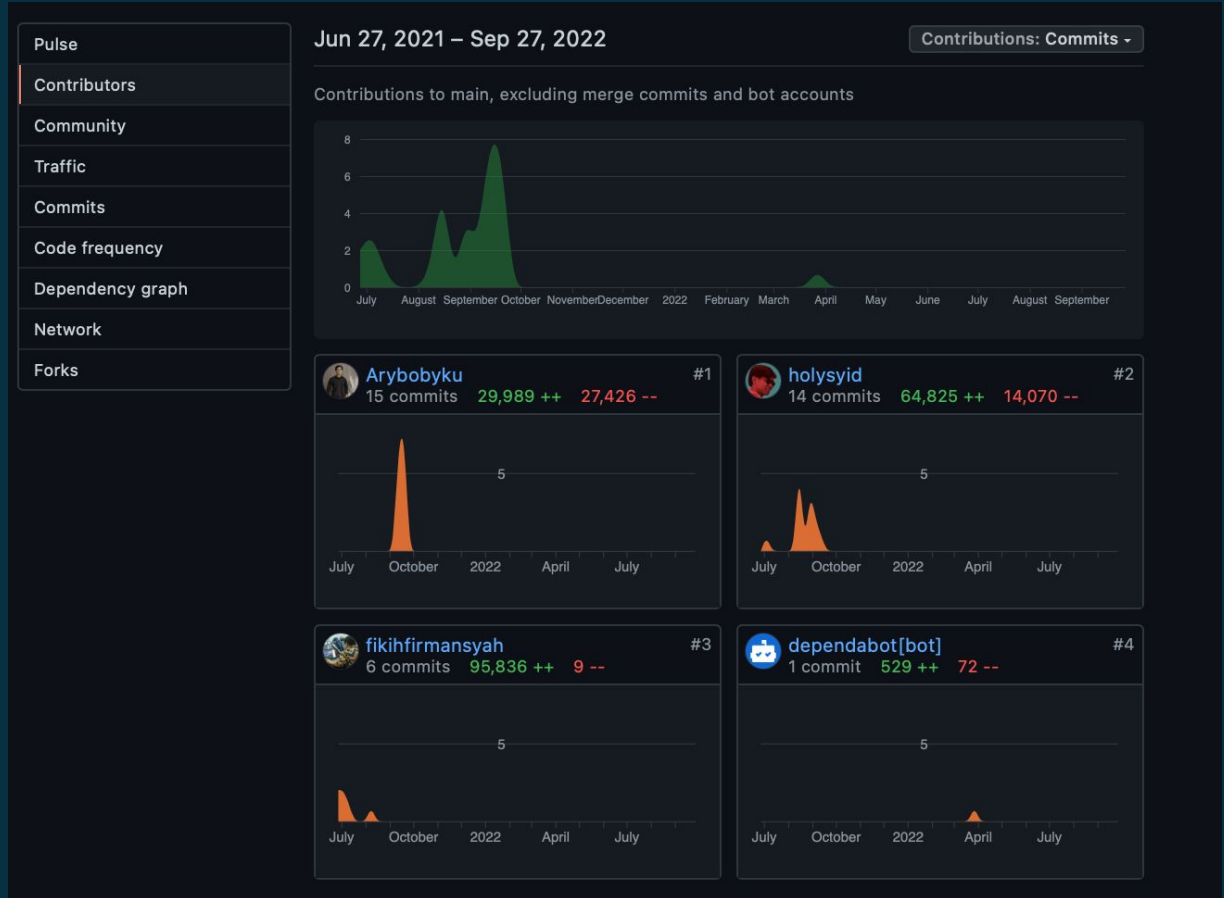 Pulse
Contributors
Community
Traffic
Commits
Code frequency
Dependency graph
Network
Forks
Jun 27, 2021 – Sep 27, 2022
Contributions: Commits
Contributions to main, excluding merge commits and bot accounts
8
6
4
2
0
July August September October November December 2022 February March April May June July August September
Arybobyku #1
15 commits 29,989 ++ 27,426 --
5
July October 2022 April July
holysyid #2
14 commits 64,825 ++ 14,070 --
5
July October 2022 April July
fikihfirmansyah #3
6 commits 95,836 ++ 9 --
5
July October 2022 April July
dependabot[bot] #4
1 commit 529 ++ 72 --
5
July October 2022 April July